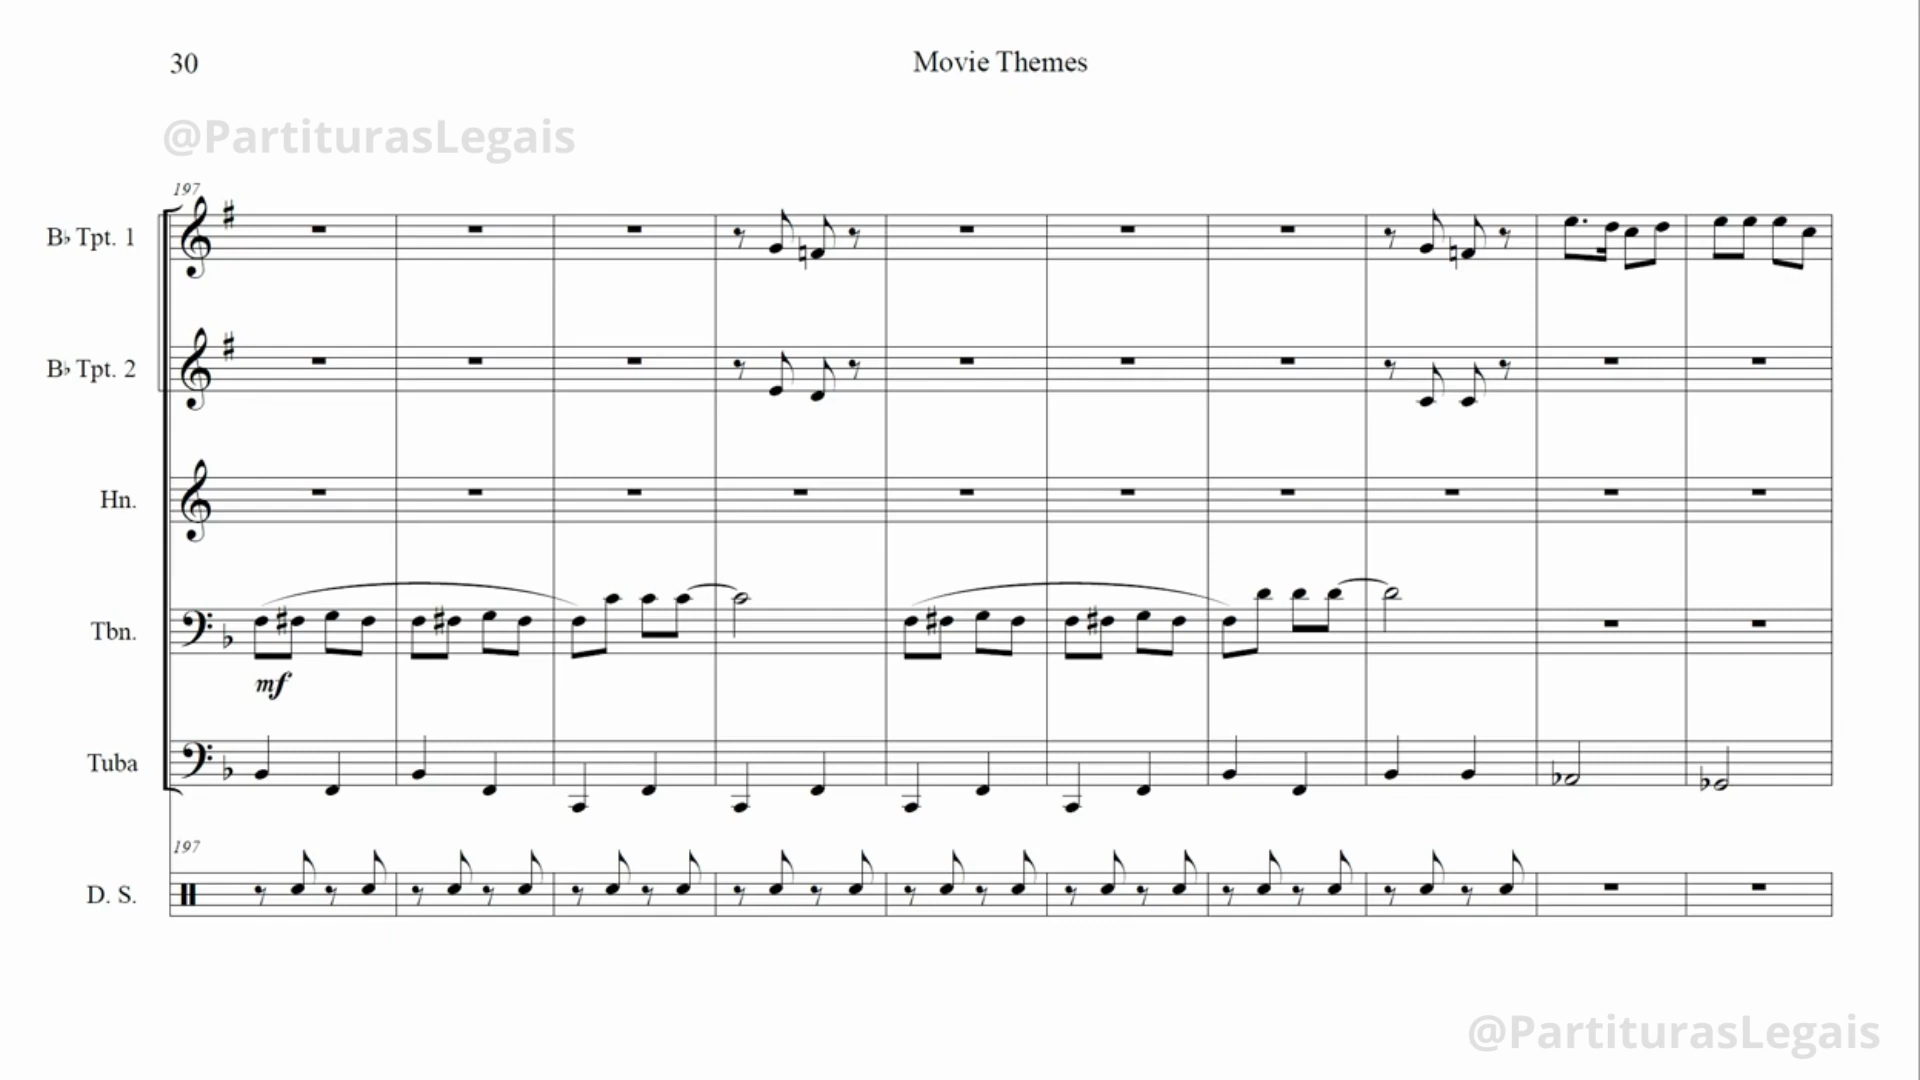 30
Movie Themes
@PartiturasLegais
197
B♭ Tpt. 1
B♭ Tpt. 2
Hn.
Tbn.
mf
Tuba
197
D. S.
@PartiturasLegais